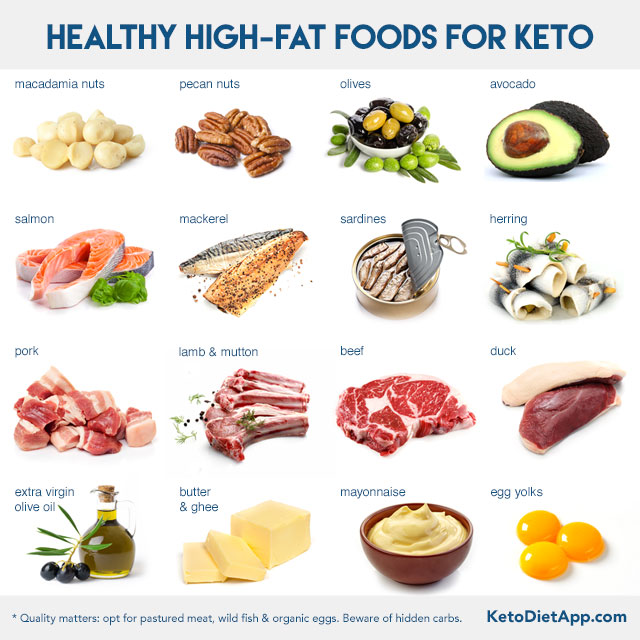 HEALTHY HIGH-FAT FOODS FOR KETO
macadamia nuts
pecan nuts
olives
avocado
salmon
mackerel
sardines
herring
pork
lamb & mutton
beef
duck
extra virgin
olive oil
butter
& ghee
mayonnaise
egg yolks
* Quality matters: opt for pastured meat, wild fish & organic eggs. Beware of hidden carbs.
KetoDietApp.com